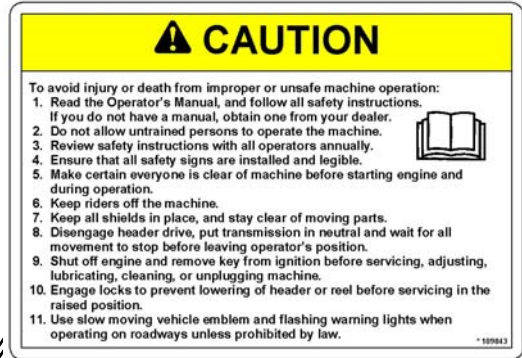 CAUTION
To avoid injury or death from improper or unsafe machine operation:
1. Read the Operator's Manual, and follow all safety instructions.
If you do not have a manual, obtain one from your dealer.
2. Do not allow untrained persons to operate the machine.
3. Review safety instructions with all operators annually.
4. Ensure that all safety signs are installed and legible.
5. Make certain everyone is clear of machine before starting engine and
during operation.
6. Keep riders off the machine.
7. Keep all shields in place, and stay clear of moving parts.
8. Disengage header drive, put transmission in neutral and wait for all
movement to stop before leaving operator's position.
9. Shut off engine and remove key from ignition before servicing, adjusting,
lubricating, cleaning, or unplugging machine.
10. Engage locks to prevent lowering of header or reel before servicing in the
raised position.
11. Use slow moving vehicle emblem and flashing warning lights when
operating on roadways unless prohibited by law.
* 189843